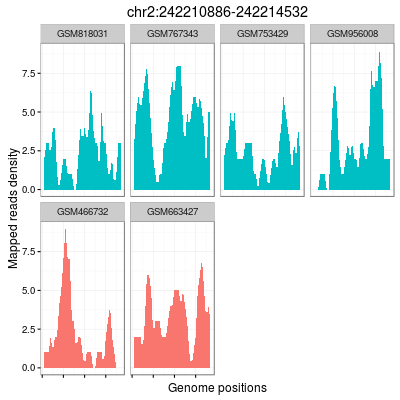 chr2:242210886-242214532
GSM818031 GSM767343 GSM753429 GSM956008
7.5
5.0
2.5
0.0
GSM466732 GSM663427
7.5
5.0
2.5
0.0
Mapped reads density
Genome positions